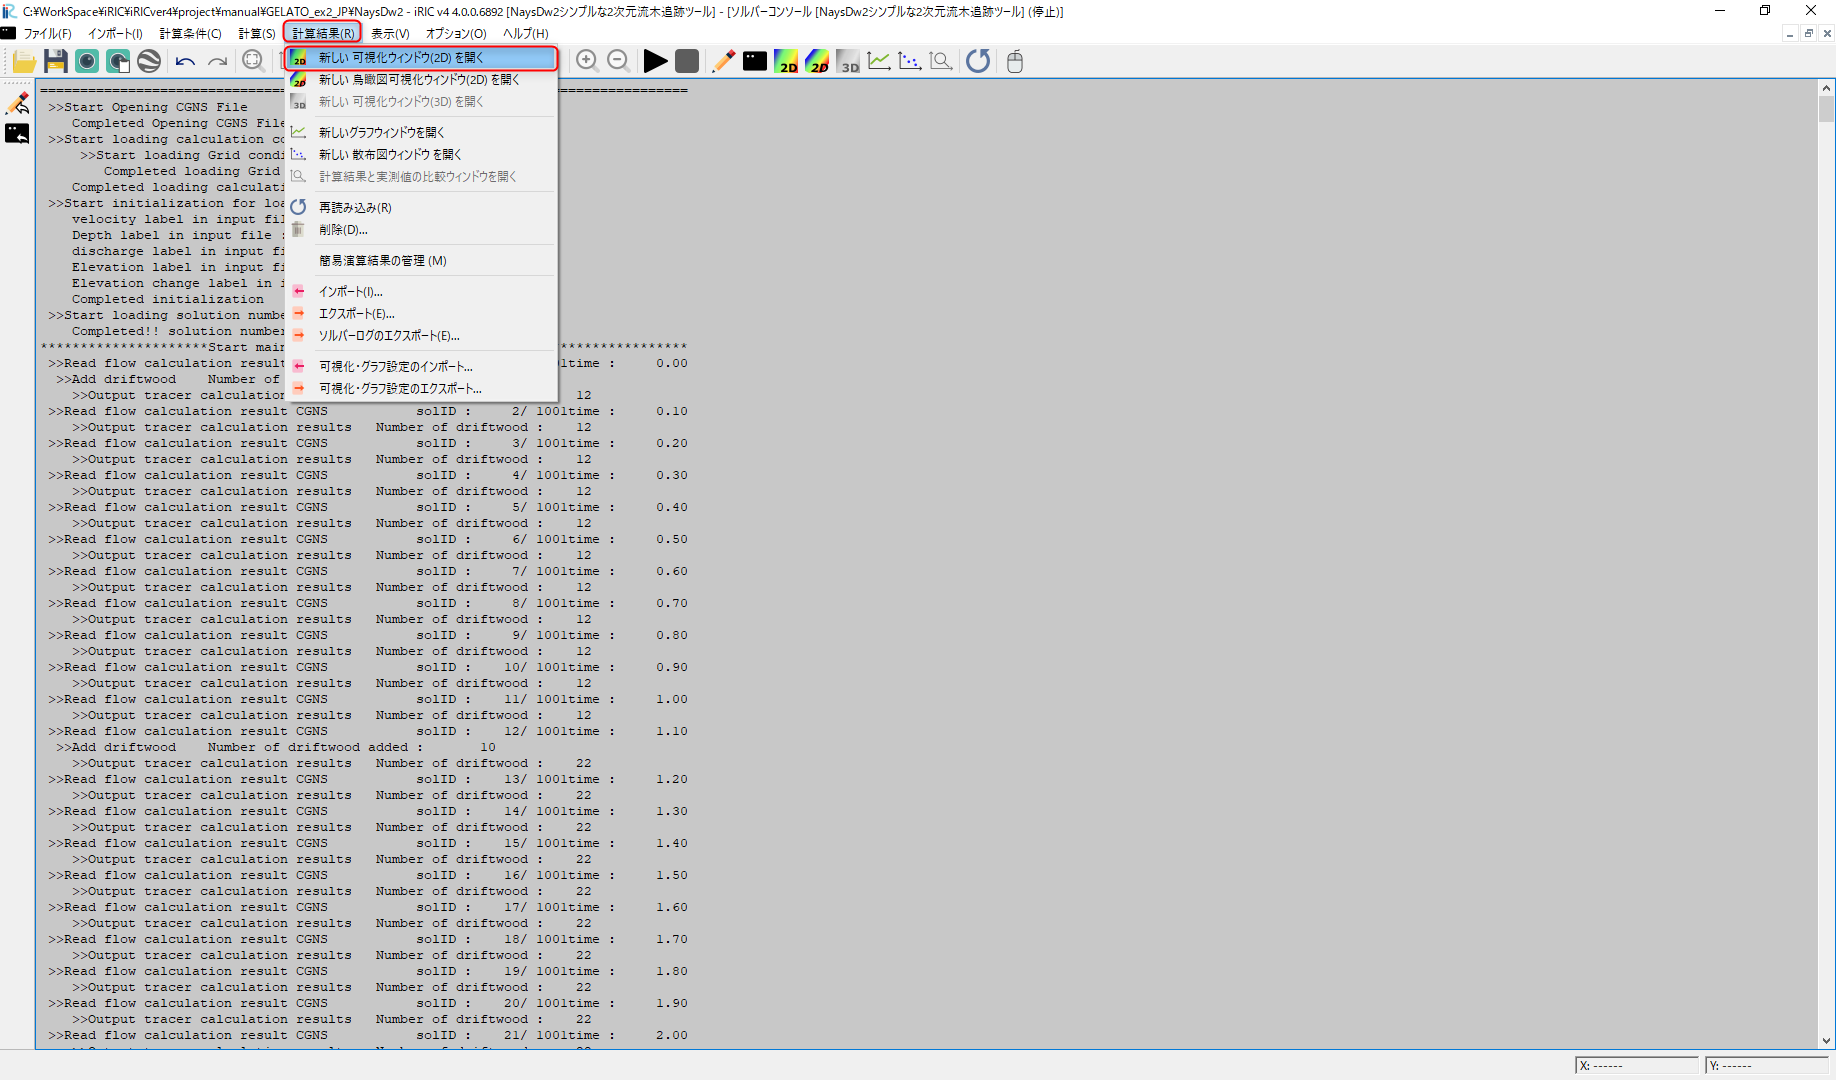 C:¥WorkSpace¥iRIC¥iRICver4¥project¥manual¥GELATO_ex2_JP¥NaysDw2 - iRIC v4 4.0.0.6892 [NaysDw2シンプルな2次元流木追跡ツール] - [ソルバーコンソール [NaysDw2シンプルな2次元流木追跡ツール] (停止)]
ファイル(F) インポート(I) 計算条件(C) 計算(S) 計算結果(R) 表示(V) オプション(O) ヘルプ(H)
2D 2D 3D
2D 新しい 可視化ウィンドウ(2D) を開く
2D 新しい 鳥瞰図可視化ウィンドウ(2D) を開く
3D 新しい 可視化ウィンドウ(3D) を開く
新しいグラフウィンドウを開く
新しい 散布図ウィンドウ を開く
計算結果と実測値の比較ウィンドウを開く
再読み込み(R)
削除(D)...
簡易演算結果の管理 (M)
インポート(I)...
エクスポート(E)...
ソルバーログのエクスポート(E)...
可視化・グラフ設定のインポート...
可視化・グラフ設定のエクスポート...
>>Start Opening CGNS File
Completed Opening CGNS File
>>Start loading calculation co
>>Start loading Grid condi
Completed loading Grid
Completed loading calculati
>>Start initialization for loa
velocity label in input fil
Depth label in input file :
discharge label in input fi
Elevation label in input fi
Elevation change label in i
Completed initialization
>>Start loading solution numbe
Completed!! solution number
*********************Start main ****************
>>Read flow calculation result 1time : 0.00
>>Add driftwood Number of
>>Output tracer calculation 12
>>Read flow calculation result CGNS solID : 2/ 1001time : 0.10
>>Output tracer calculation results Number of driftwood : 12
>>Read flow calculation result CGNS solID : 3/ 1001time : 0.20
>>Output tracer calculation results Number of driftwood : 12
>>Read flow calculation result CGNS solID : 4/ 1001time : 0.30
>>Output tracer calculation results Number of driftwood : 12
>>Read flow calculation result CGNS solID : 5/ 1001time : 0.40
>>Output tracer calculation results Number of driftwood : 12
>>Read flow calculation result CGNS solID : 6/ 1001time : 0.50
>>Output tracer calculation results Number of driftwood : 12
>>Read flow calculation result CGNS solID : 7/ 1001time : 0.60
>>Output tracer calculation results Number of driftwood : 12
>>Read flow calculation result CGNS solID : 8/ 1001time : 0.70
>>Output tracer calculation results Number of driftwood : 12
>>Read flow calculation result CGNS solID : 9/ 1001time : 0.80
>>Output tracer calculation results Number of driftwood : 12
>>Read flow calculation result CGNS solID : 10/ 1001time : 0.90
>>Output tracer calculation results Number of driftwood : 12
>>Read flow calculation result CGNS solID : 11/ 1001time : 1.00
>>Output tracer calculation results Number of driftwood : 12
>>Read flow calculation result CGNS solID : 12/ 1001time : 1.10
>>Add driftwood Number of driftwood added : 10
>>Output tracer calculation results Number of driftwood : 22
>>Read flow calculation result CGNS solID : 13/ 1001time : 1.20
>>Output tracer calculation results Number of driftwood : 22
>>Read flow calculation result CGNS solID : 14/ 1001time : 1.30
>>Output tracer calculation results Number of driftwood : 22
>>Read flow calculation result CGNS solID : 15/ 1001time : 1.40
>>Output tracer calculation results Number of driftwood : 22
>>Read flow calculation result CGNS solID : 16/ 1001time : 1.50
>>Output tracer calculation results Number of driftwood : 22
>>Read flow calculation result CGNS solID : 17/ 1001time : 1.60
>>Output tracer calculation results Number of driftwood : 22
>>Read flow calculation result CGNS solID : 18/ 1001time : 1.70
>>Output tracer calculation results Number of driftwood : 22
>>Read flow calculation result CGNS solID : 19/ 1001time : 1.80
>>Output tracer calculation results Number of driftwood : 22
>>Read flow calculation result CGNS solID : 20/ 1001time : 1.90
>>Output tracer calculation results Number of driftwood : 22
>>Read flow calculation result CGNS solID : 21/ 1001time : 2.00
X: ------ Y: ------